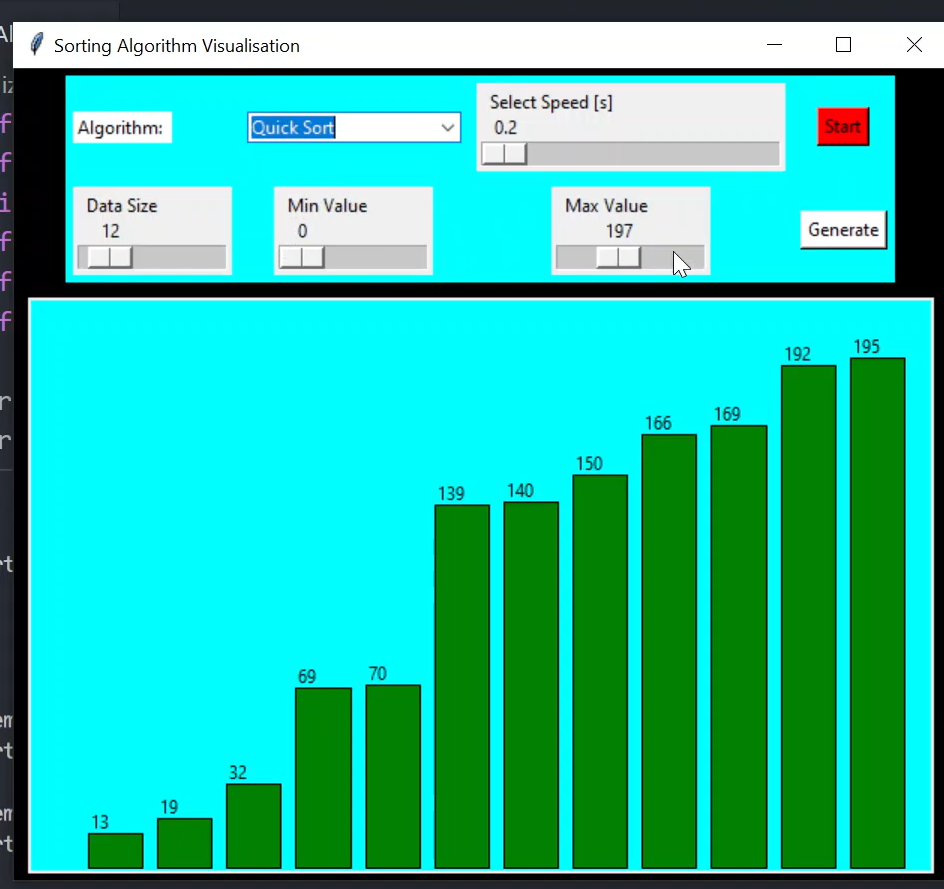 Sorting Algorithm Visualisation
Algorithm:
Quick Sort
Select Speed [s]
0.2
Start
Data Size
12
Min Value
0
Max Value
197
Generate
13
19
32
69
70
139
140
150
166
169
192
195